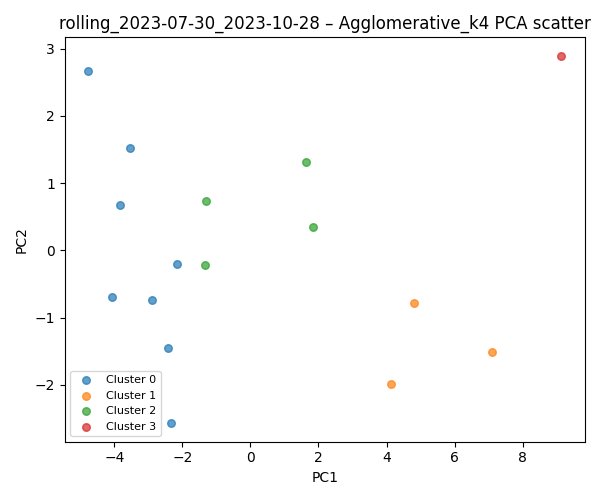 rolling_2023-07-30_2023-10-28 – Agglomerative_k4 PCA scatter
3
2
1
0
−1
−2
PC2
Cluster 0
Cluster 1
Cluster 2
Cluster 3
−4 −2 0 2 4 6 8
PC1